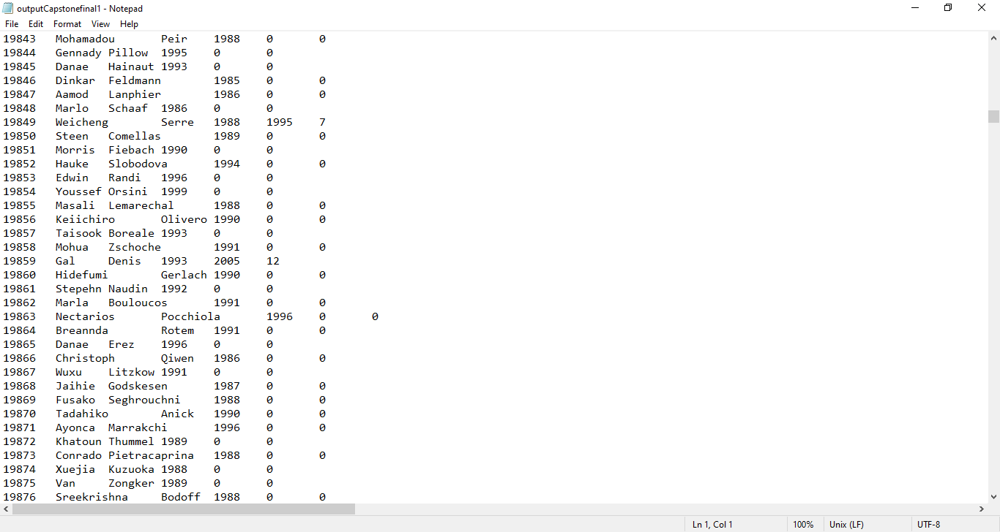 outputCapstonefinal1 - Notepad
File Edit Format View Help
19843 Mohamadou Peir 1988 0 0
19844 Gennady Pillow 1995 0 0
19845 Danae Hainaut 1993 0 0
19846 Dinkar Feldmann 1985 0 0
19847 Aamod Lanphier 1986 0 0
19848 Marlo Schaaf 1986 0 0
19849 Weicheng Serre 1988 1995 7
19850 Steen Comellas 1989 0 0
19851 Morris Fiebach 1990 0 0
19852 Hauke Slobodova 1994 0 0
19853 Edwin Randi 1996 0 0
19854 Youssef Orsini 1999 0 0
19855 Masali Lemarechal 1988 0 0
19856 Keiichiro Olivero 1990 0 0
19857 Taisook Boreale 1993 0 0
19858 Mohua Zschoche 1991 0 0
19859 Gal Denis 1993 2005 12
19860 Hidefumi Gerlach 1990 0 0
19861 Stepehn Naudin 1992 0 0
19862 Marla Bouloucos 1991 0 0
19863 Nectarios Pocchiola 1996 0 0
19864 Breannda Rotem 1991 0 0
19865 Danae Erez 1996 0 0
19866 Christoph Qiwen 1986 0 0
19867 Wuxu Litzkow 1991 0 0
19868 Jaihie Godskesen 1987 0 0
19869 Fusako Seghrouchni 1988 0 0
19870 Tadahiko Anick 1990 0 0
19871 Ayonca Marrakchi 1996 0 0
19872 Khatoun Thummel 1989 0 0
19873 Conrado Pietracaprina 1988 0 0
19874 Xuejia Kuzuoka 1988 0 0
19875 Van Zongker 1989 0 0
19876 Sreekrishna Bodoff 1988 0 0
Ln 1, Col 1 100% Unix (LF) UTF-8